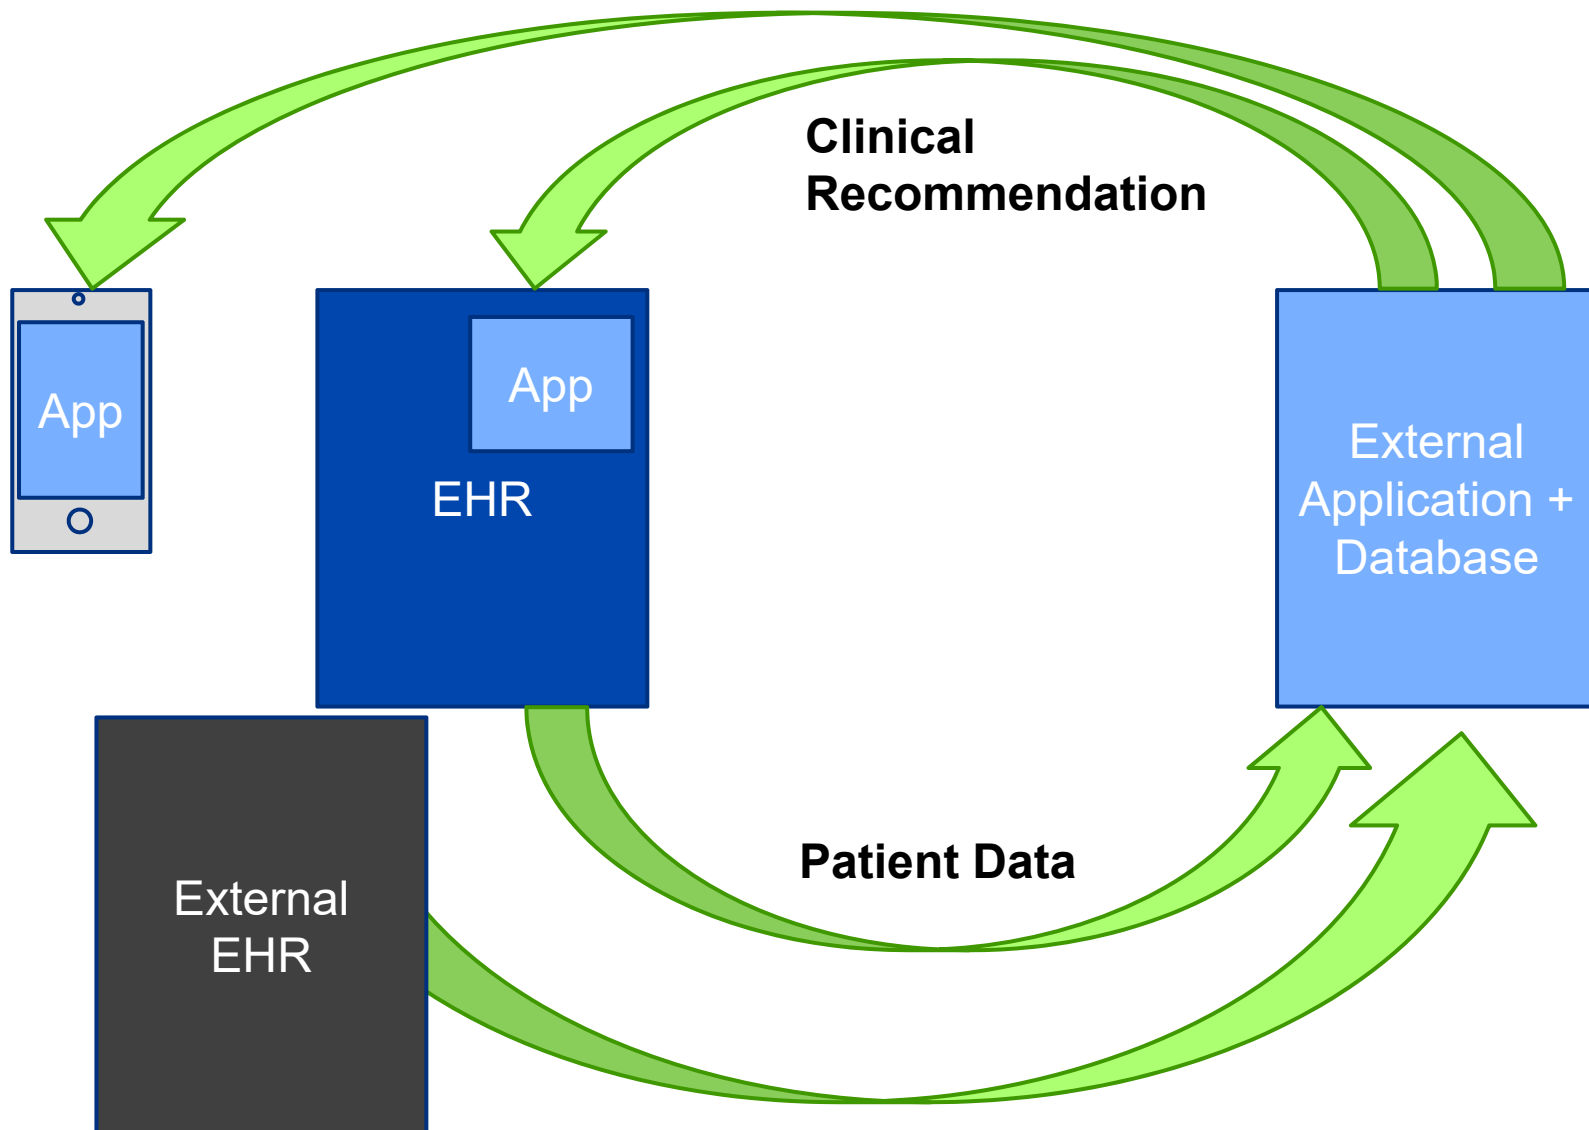 Clinical
Recommendation
App
App
EHR
External
Application +
Database
Patient Data
External
EHR